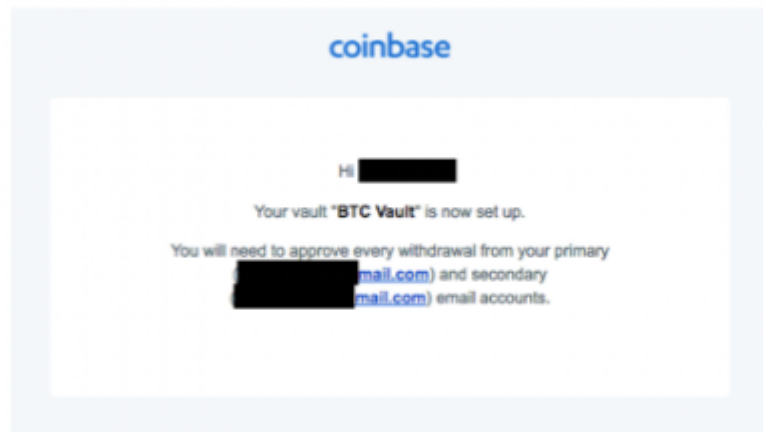 coinbase
Hi
Your vault "BTC Vault" is now set up.
You will need to approve every withdrawal from your primary
(mail.com) and secondary
(mail.com) email accounts.